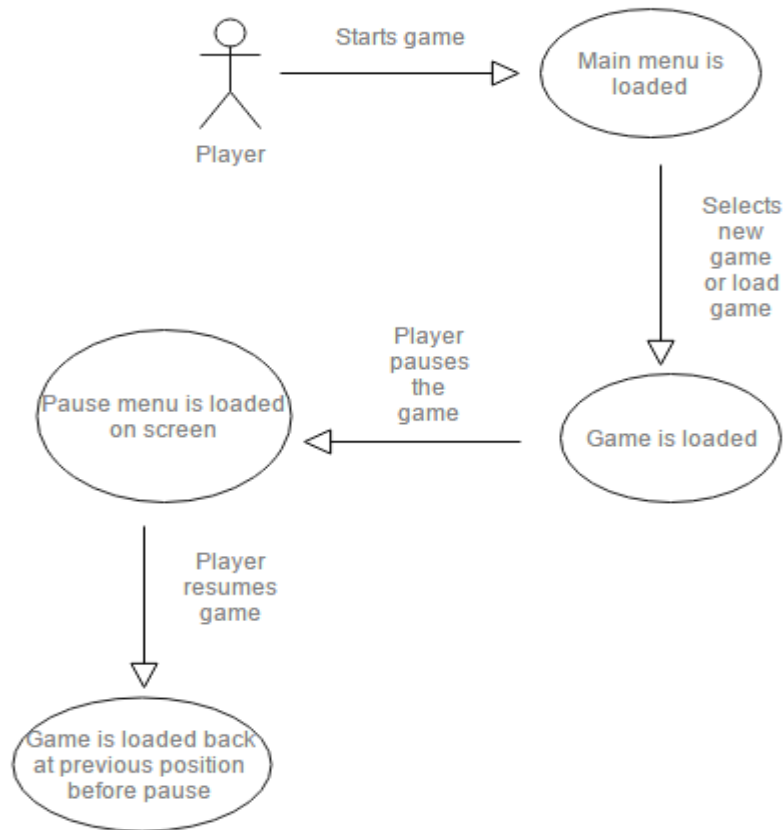 Starts game
Main menu is
loaded
Player
Selects
new
game
or load
game
Player
pauses
the
game
Pause menu is loaded
on screen
Game is loaded
Player
resumes
game
Game is loaded back
at previous position
before pause